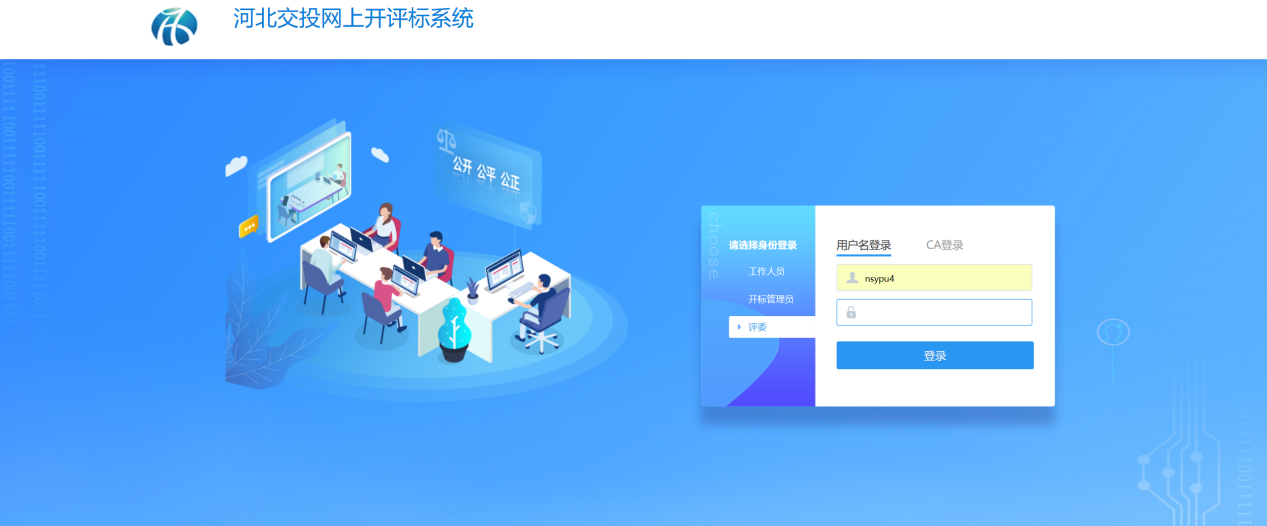 河北交投网上开评标系统
公开 公平 公正
choose
请选择身份登录
工作人员
开标管理员
评委
用户名登录
CA登录
nsypu4
登录